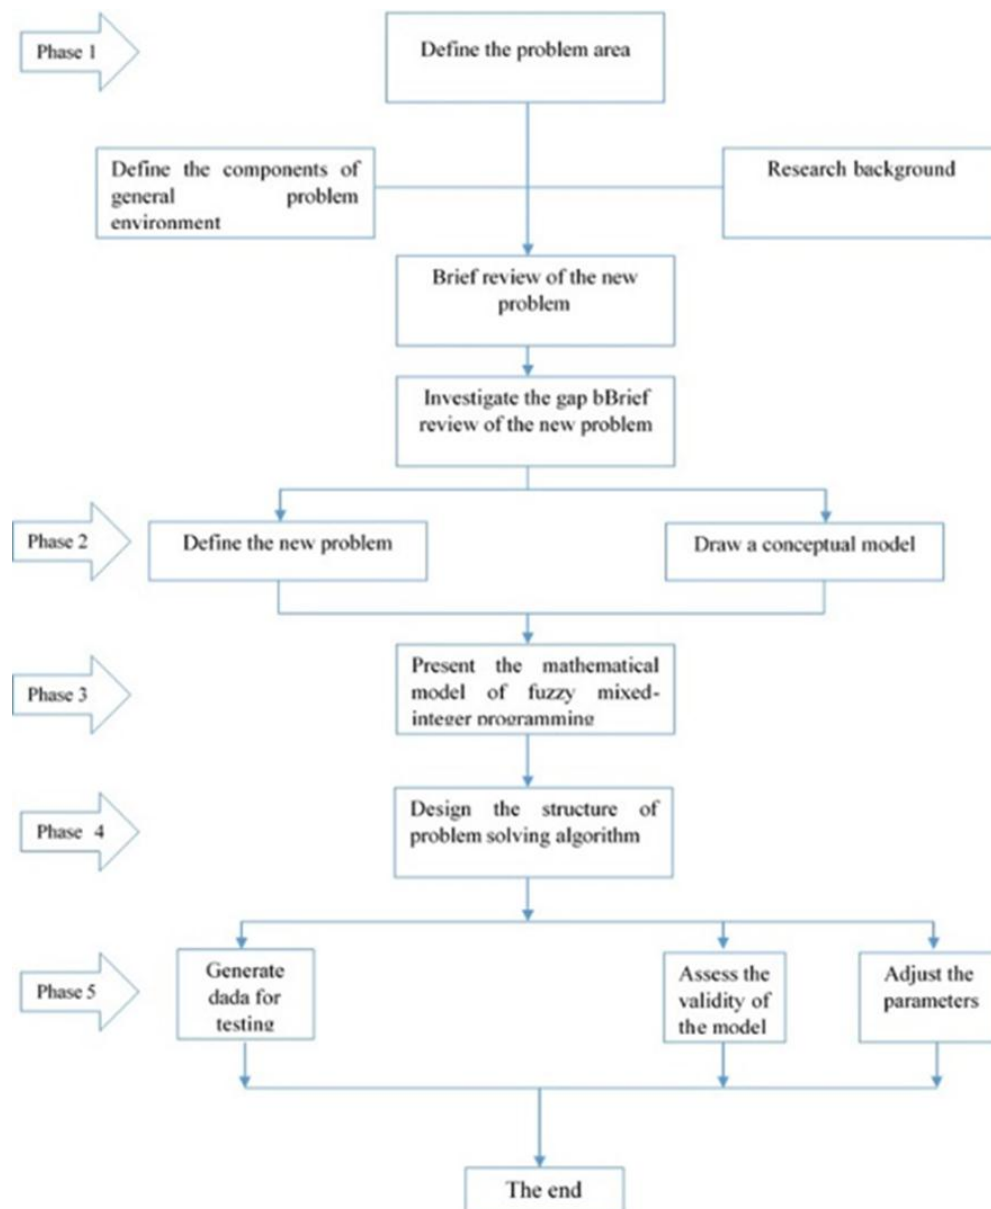 Phase 1
Define the problem area
Define the components of
general problem
environment
Research background
Brief review of the new
problem
Investigate the gap bBrief
review of the new problem
Phase 2
Define the new problem
Draw a conceptual model
Phase 3
Present the mathematical
model of fuzzy mixed-
integer programming
Phase 4
Design the structure of
problem solving algorithm
Phase 5
Generate
dada for
testing
Assess the
validity of
the model
Adjust the
parameters
The end